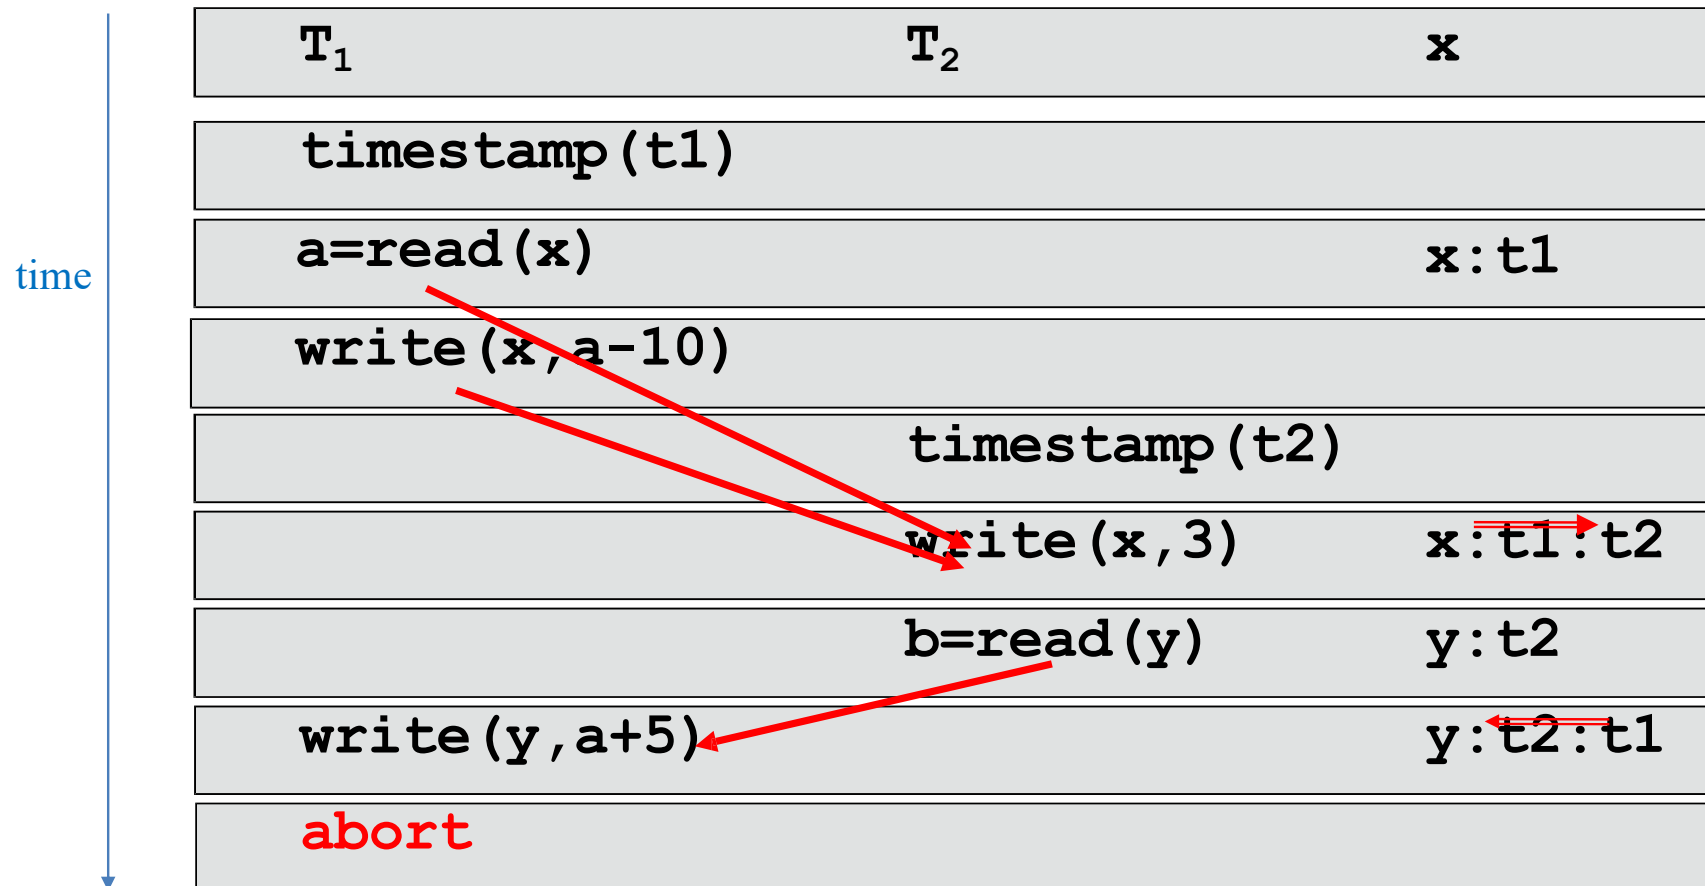 T₁ T₂ x
timestamp(t1)
a=read(x) x:t1
time
write(x,a-10)
timestamp(t2)
write(x,3) x:t1:t2
b=read(y) y:t2
write(y,a+5) y:t2:t1
abort